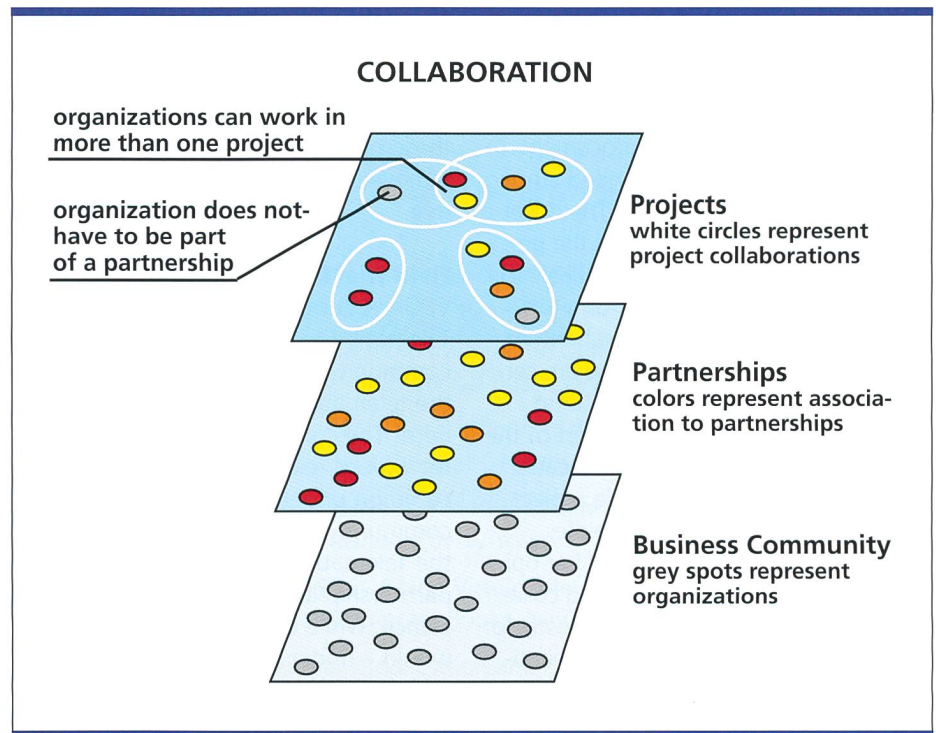 COLLABORATION
organizations can work in
more than one project
organization does not-
have to be part
of a partnership
Projects
white circles represent
project collaborations
Partnerships
colors represent associa-
tion to partnerships
Business Community
grey spots represent
organizations